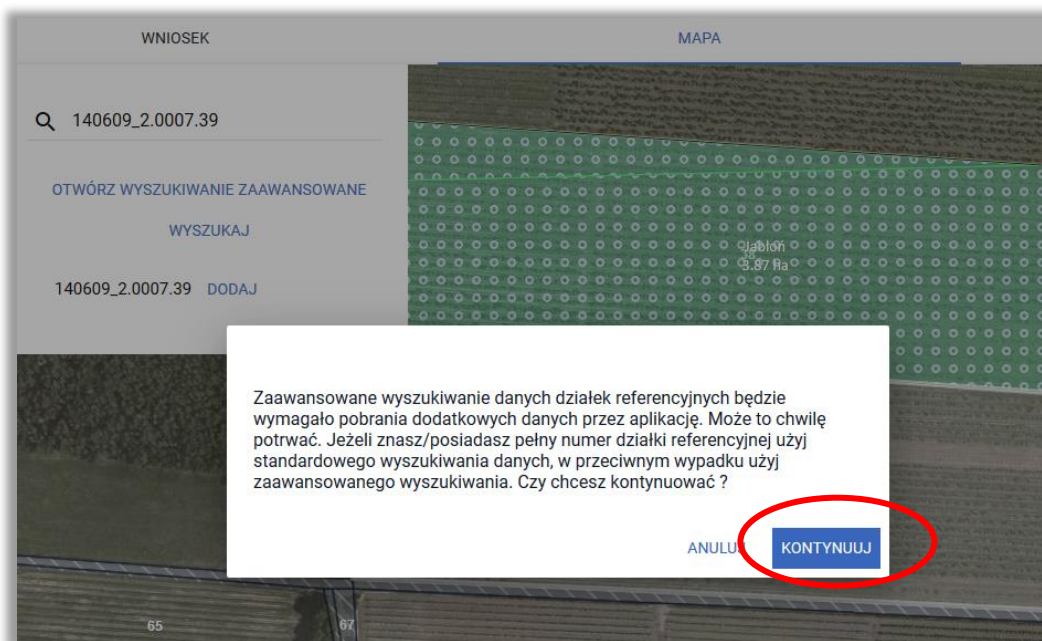 WNIOSEK
MAPA
140609_2.0007.39
OTWÓRZ WYSZUKIWANIE ZAAWANSOWANE
WYSZUKAJ
140609_2.0007.39 DODAJ
Jabłoń
38
3.87 ha
Zaawansowane wyszukiwanie danych działek referencyjnych będzie
wymagało pobrania dodatkowych danych przez aplikację. Może to chwilę
potrwać. Jeżeli znasz/posiadasz pełny numer działki referencyjnej użyj
standardowego wyszukiwania danych, w przeciwnym wypadku użyj
zaawansowanego wyszukiwania. Czy chcesz kontynuować ?
ANULUJ
KONTYNUUJ
65
67